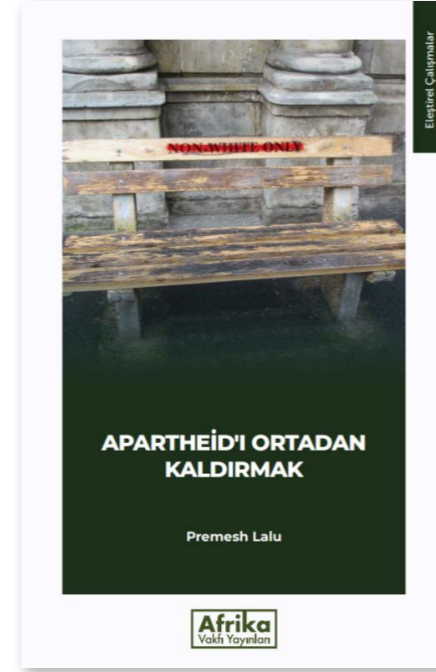 Eleştirel Çalışmalar
NON-WHITE ONLY
APARTHEİD'I ORTADAN
KALDIRMAK
Premesh Lalu
Afrika
Vakfı Yayınları